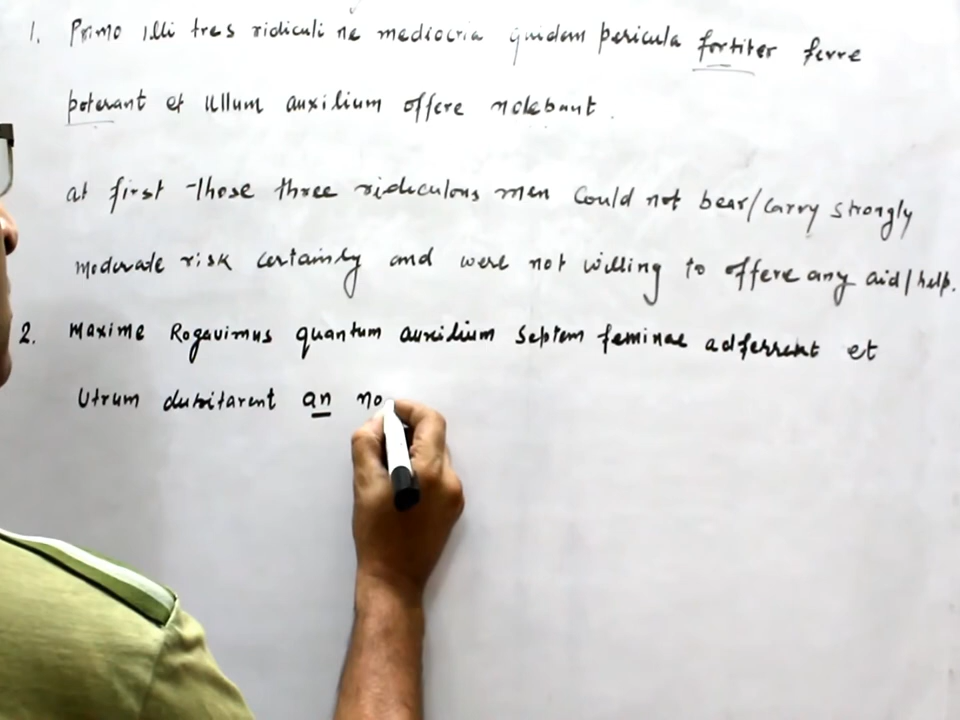 1. Primo illi tres ridiculi ne mediocria quidem pericula fortiter ferre
poterant et Ullum auxilium offere nolebant.
at first those three ridiculous men Could not bear/carry strongly
moderate risk certainly and were not willing to offere any aid/help.
2. Maxime Rogavimus quantum auxilium Septem feminae adferrent et
Utrum dubitarent an no